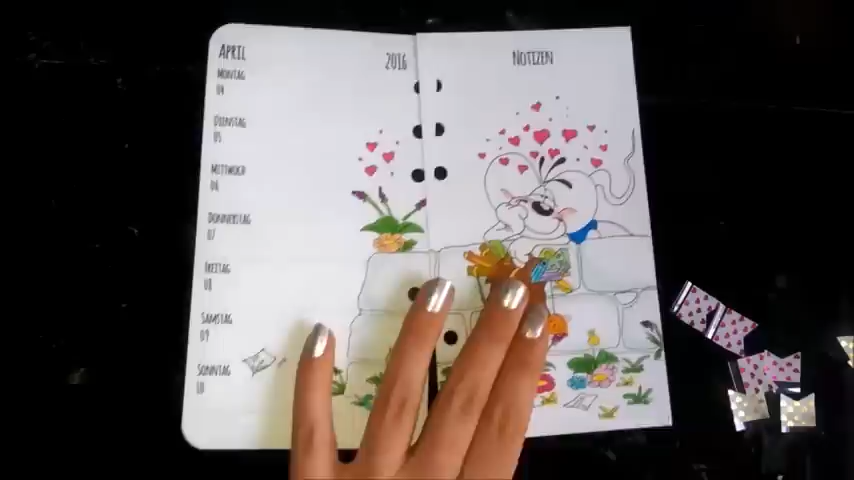 APRIL
2016
MONTAG
04
DIENSTAG
05
MITTWOCH
06
DONNERSTAG
07
FREITAG
08
SAMSTAG
09
SONNTAG
10
NOTIZEN